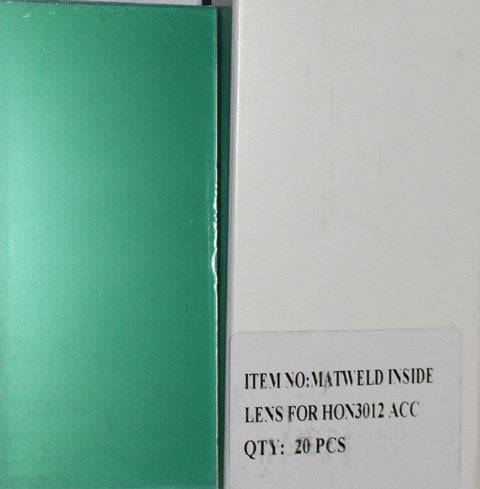 ITEM NO:MATWELD INSIDE
LENS FOR HON3012 ACC
QTY: 20 PCS